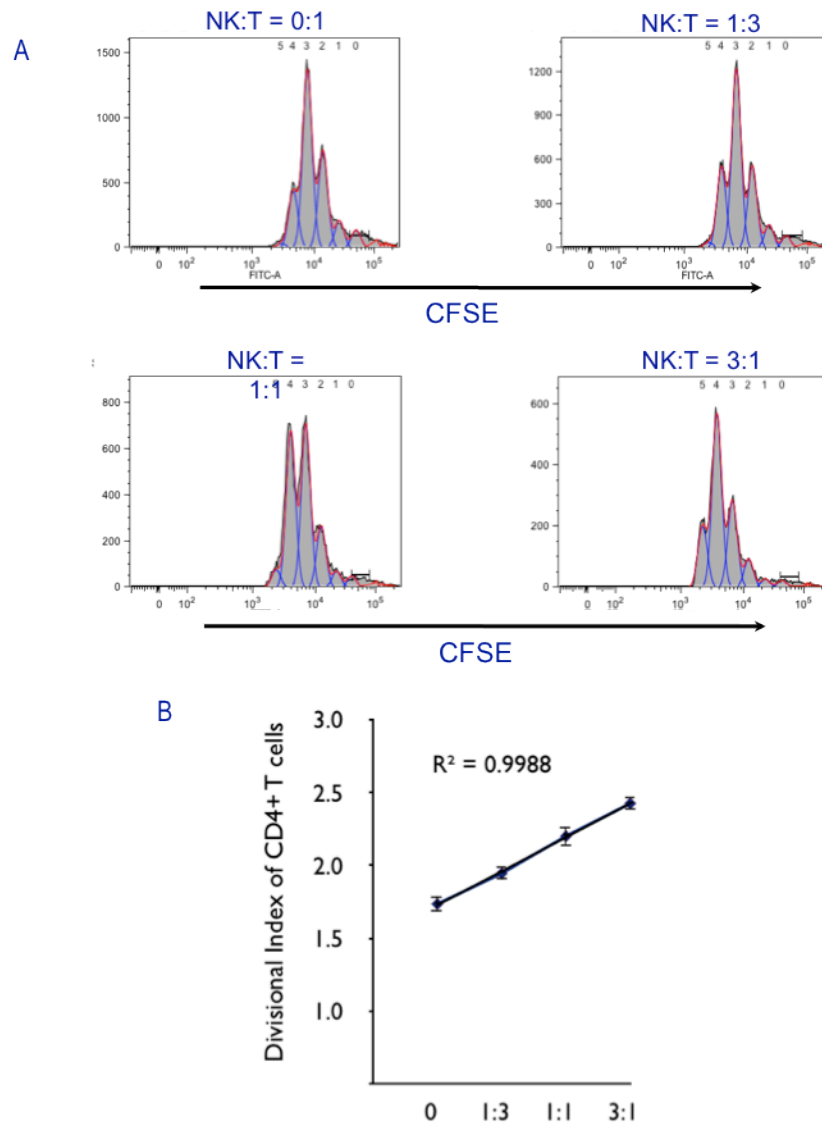 A
NK:T = 0:1
NK:T = 1:3
5 4 3 2 1 0
5 4 3 2 1 0
1500
1000
500
0
1200
900
600
300
0
0 10² 10³ 10⁴ 10⁵
0 10² 10³ 10⁴ 10⁵
FITC-A
FITC-A
CFSE
NK:T =
1:1
NK:T = 3:1
4 3 2 1 0
5 4 3 2 1 0
800
600
400
200
0
600
400
200
0
0 10² 10³ 10⁴ 10⁵
0 10² 10³ 10⁴ 10⁵
CFSE
B
Divisional Index of CD4+ T cells
3.0
2.5
2.0
1.5
1.0
R² = 0.9988
0 1:3 1:1 3:1